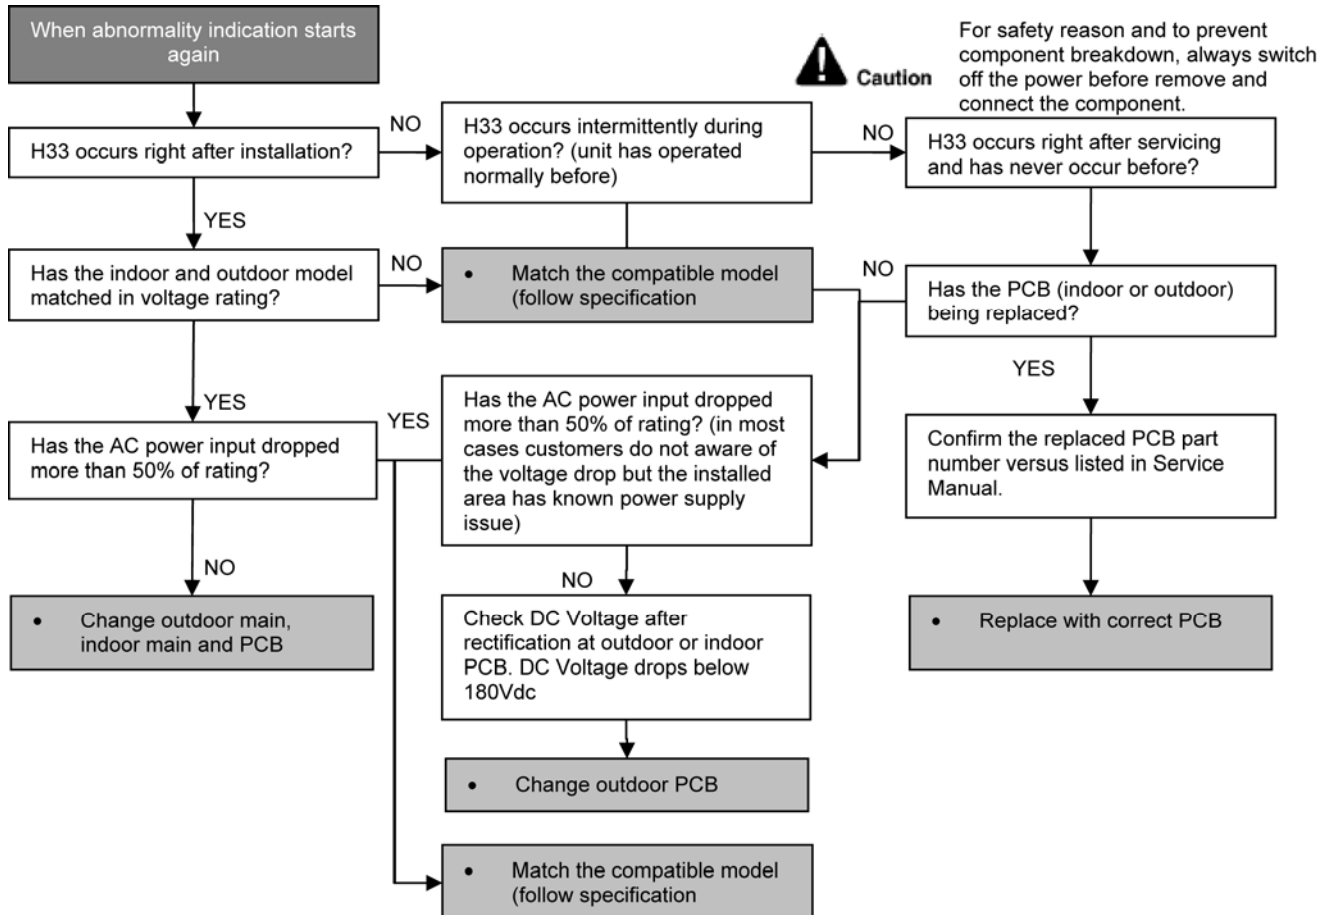 When abnormality indication starts
again
For safety reason and to prevent
component breakdown, always switch
off the power before remove and
connect the component.
Caution
H33 occurs right after installation?
NO
H33 occurs intermittently during
operation? (unit has operated
normally before)
NO
H33 occurs right after servicing
and has never occur before?
YES
Has the indoor and outdoor model
matched in voltage rating?
NO
• Match the compatible model
(follow specification
NO
Has the PCB (indoor or outdoor)
being replaced?
YES
YES
Has the AC power input dropped
more than 50% of rating?
YES
Has the AC power input dropped
more than 50% of rating? (in most
cases customers do not aware of
the voltage drop but the installed
area has known power supply
issue)
Confirm the replaced PCB part
number versus listed in Service
Manual.
NO
• Change outdoor main,
indoor main and PCB
NO
Check DC Voltage after
rectification at outdoor or indoor
PCB. DC Voltage drops below
180Vdc
• Replace with correct PCB
• Change outdoor PCB
• Match the compatible model
(follow specification